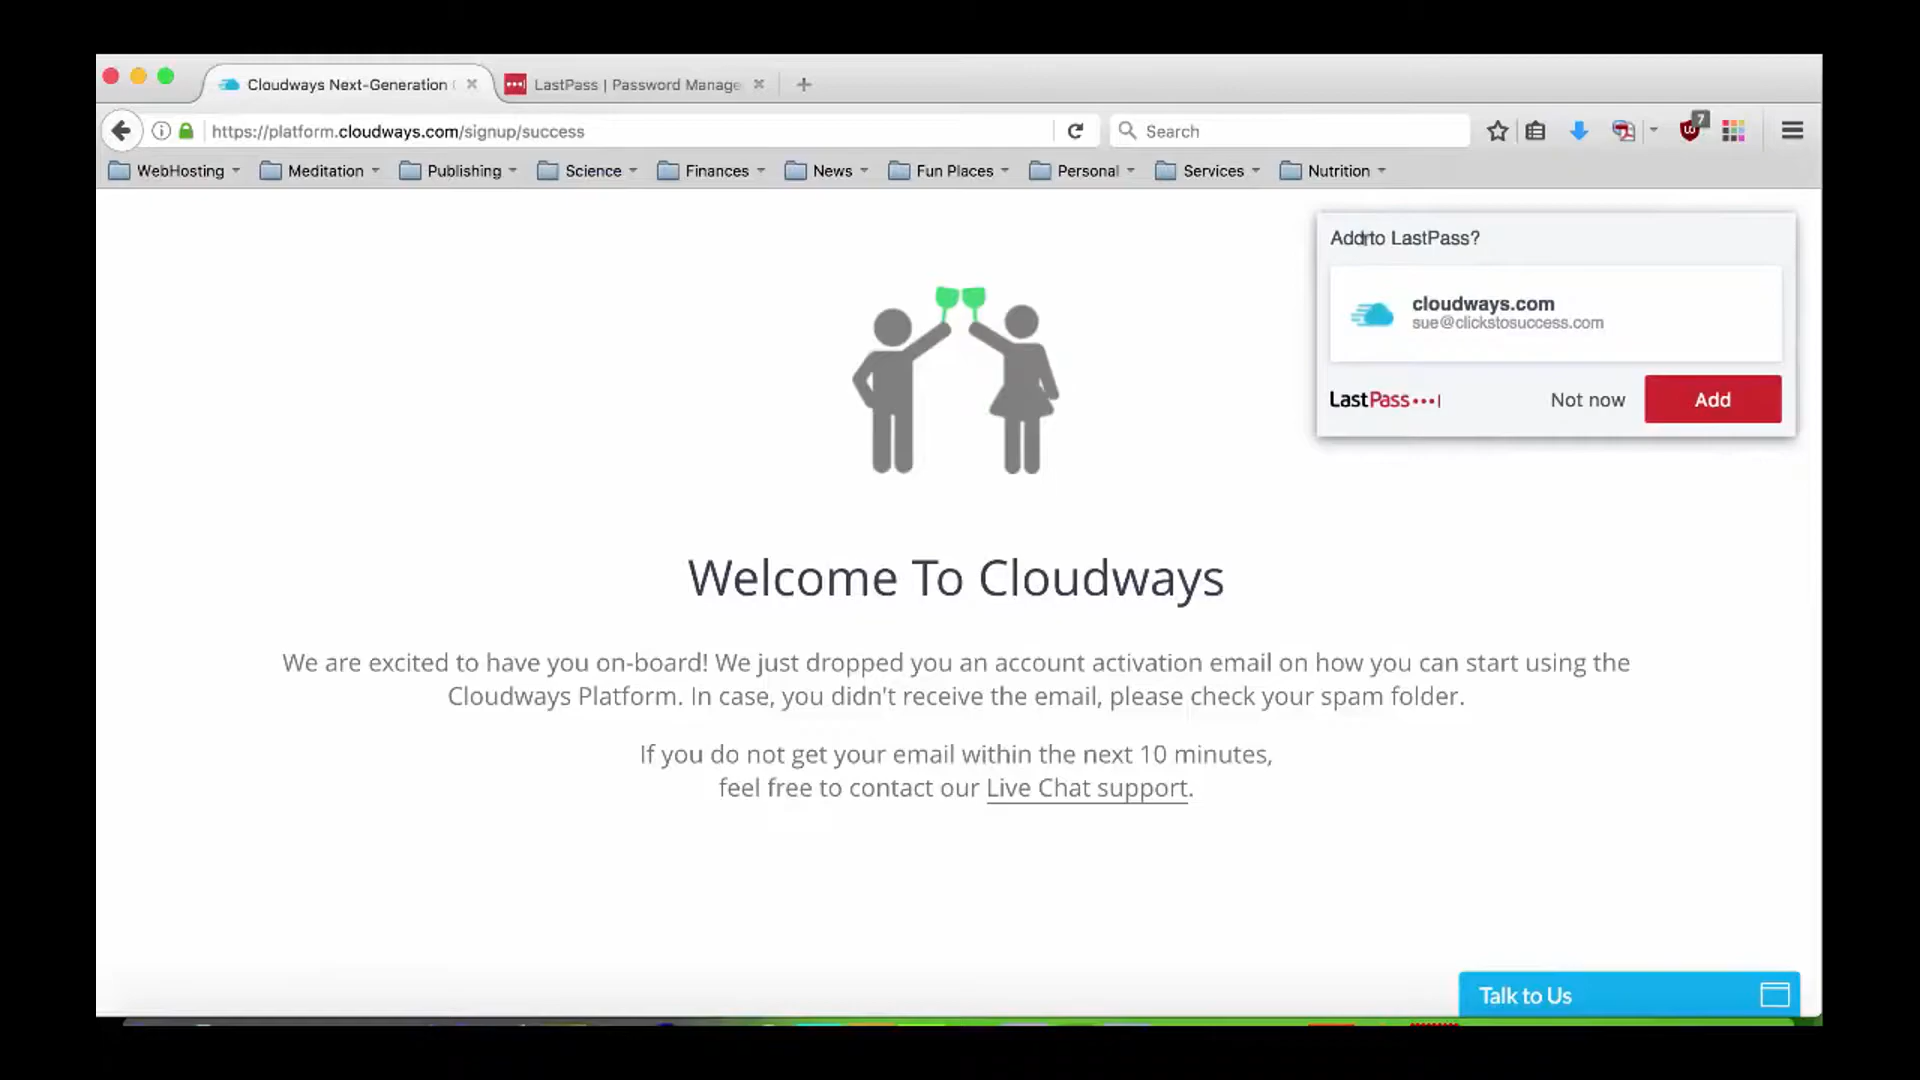 Cloudways Next-Generation
LastPass | Password Manage
https://platform.cloudways.com/signup/success
Search
7
WebHosting
Meditation
Publishing
Science
Finances
News
Fun Places
Personal
Services
Nutrition
Add to LastPass?
cloudways.com
sue@clickstosuccess.com
LastPass
Not now
Add
Welcome To Cloudways
We are excited to have you on-board! We just dropped you an account activation email on how you can start using the
Cloudways Platform. In case, you didn't receive the email, please check your spam folder.
If you do not get your email within the next 10 minutes,
feel free to contact our Live Chat support.
Talk to Us